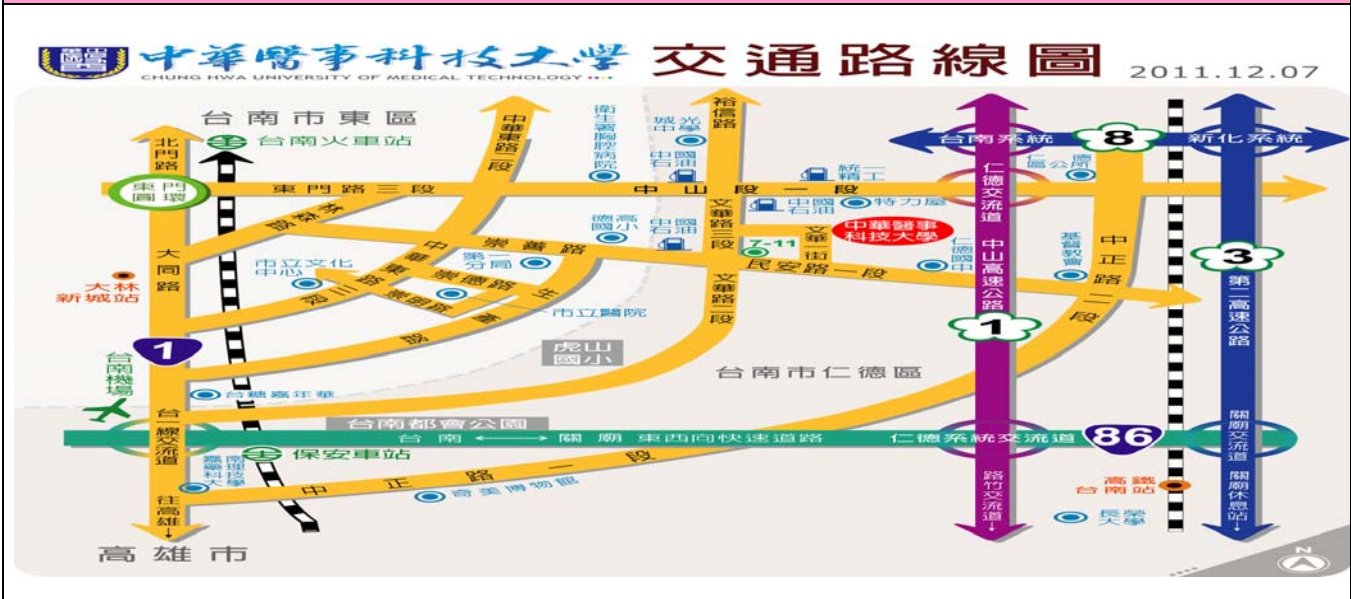 中華醫事科技大學 交通路線圖 2011.12.07
CHUNG HWA UNIVERSITY OF MEDICAL TECHNOLOGY
台南市東區
台南火車站
北門路
東門圓環
東門路三段
中山段一段
中華東路二段
衛生署胸腔病院
城光中學
中國石油
裕信路
統一精工
台南系統
8
新化系統
仁德區公所
仁德交流道
林森路
德高國小
中國石油
文華路三段
中國石油
特力屋
7-11
文華一街
中華醫事科技大學
大同路
崇善路
民安路一段
仁德國中
基督教會
中正路二段
中山高速公路
3
第二高速公路
大林新城站
市立文化中心
中華東路三段
第一分局
崇德路
崇明路
生產路
市立醫院
文華路二段
1
1
虎山國小
台南市仁德區
台南機場
台糖嘉年華
台南都會公園
台一線交流道
台南 ←→ 關廟 東西向快速道路
仁德系統交流道
86
關廟交流道
保安車站
嘉南藥理科技大學
中正路一段
奇美博物館
路竹交流道↓
高鐵台南站
長榮大學
關廟休息站↓
往高雄↓
高雄市
N